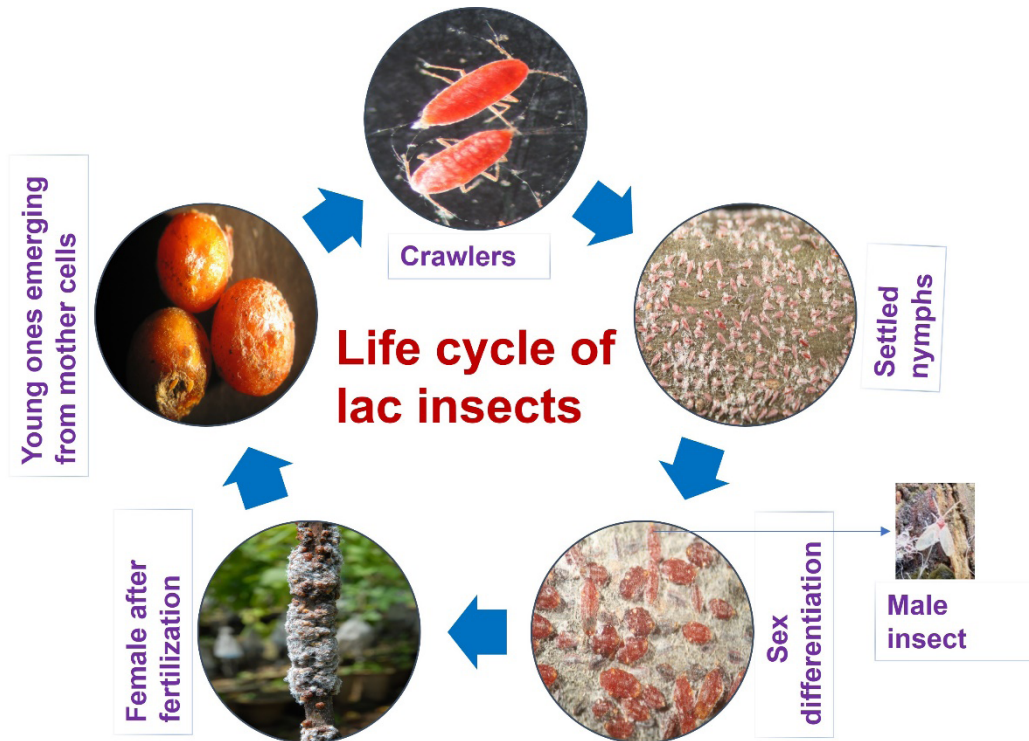 Crawlers
Settled
nymphs
Sex
differentiation
Male
insect
Female after
fertilization
Young ones emerging
from mother cells
Life cycle of
lac insects